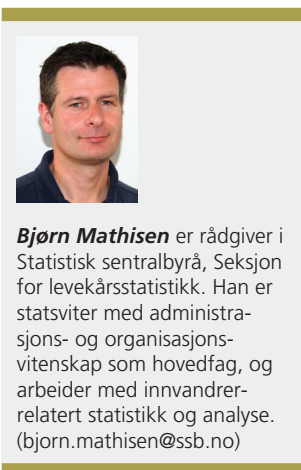 Bjørn Mathisen er rådgiver i
Statistisk sentralbyrå, Seksjon
for levekårsstatistikk. Han er
statsviter med administra-
sjons- og organisasjons-
vitenskap som hovedfag, og
arbeider med innvandrer-
relatert statistikk og analyse.
(bjorn.mathisen@ssb.no)